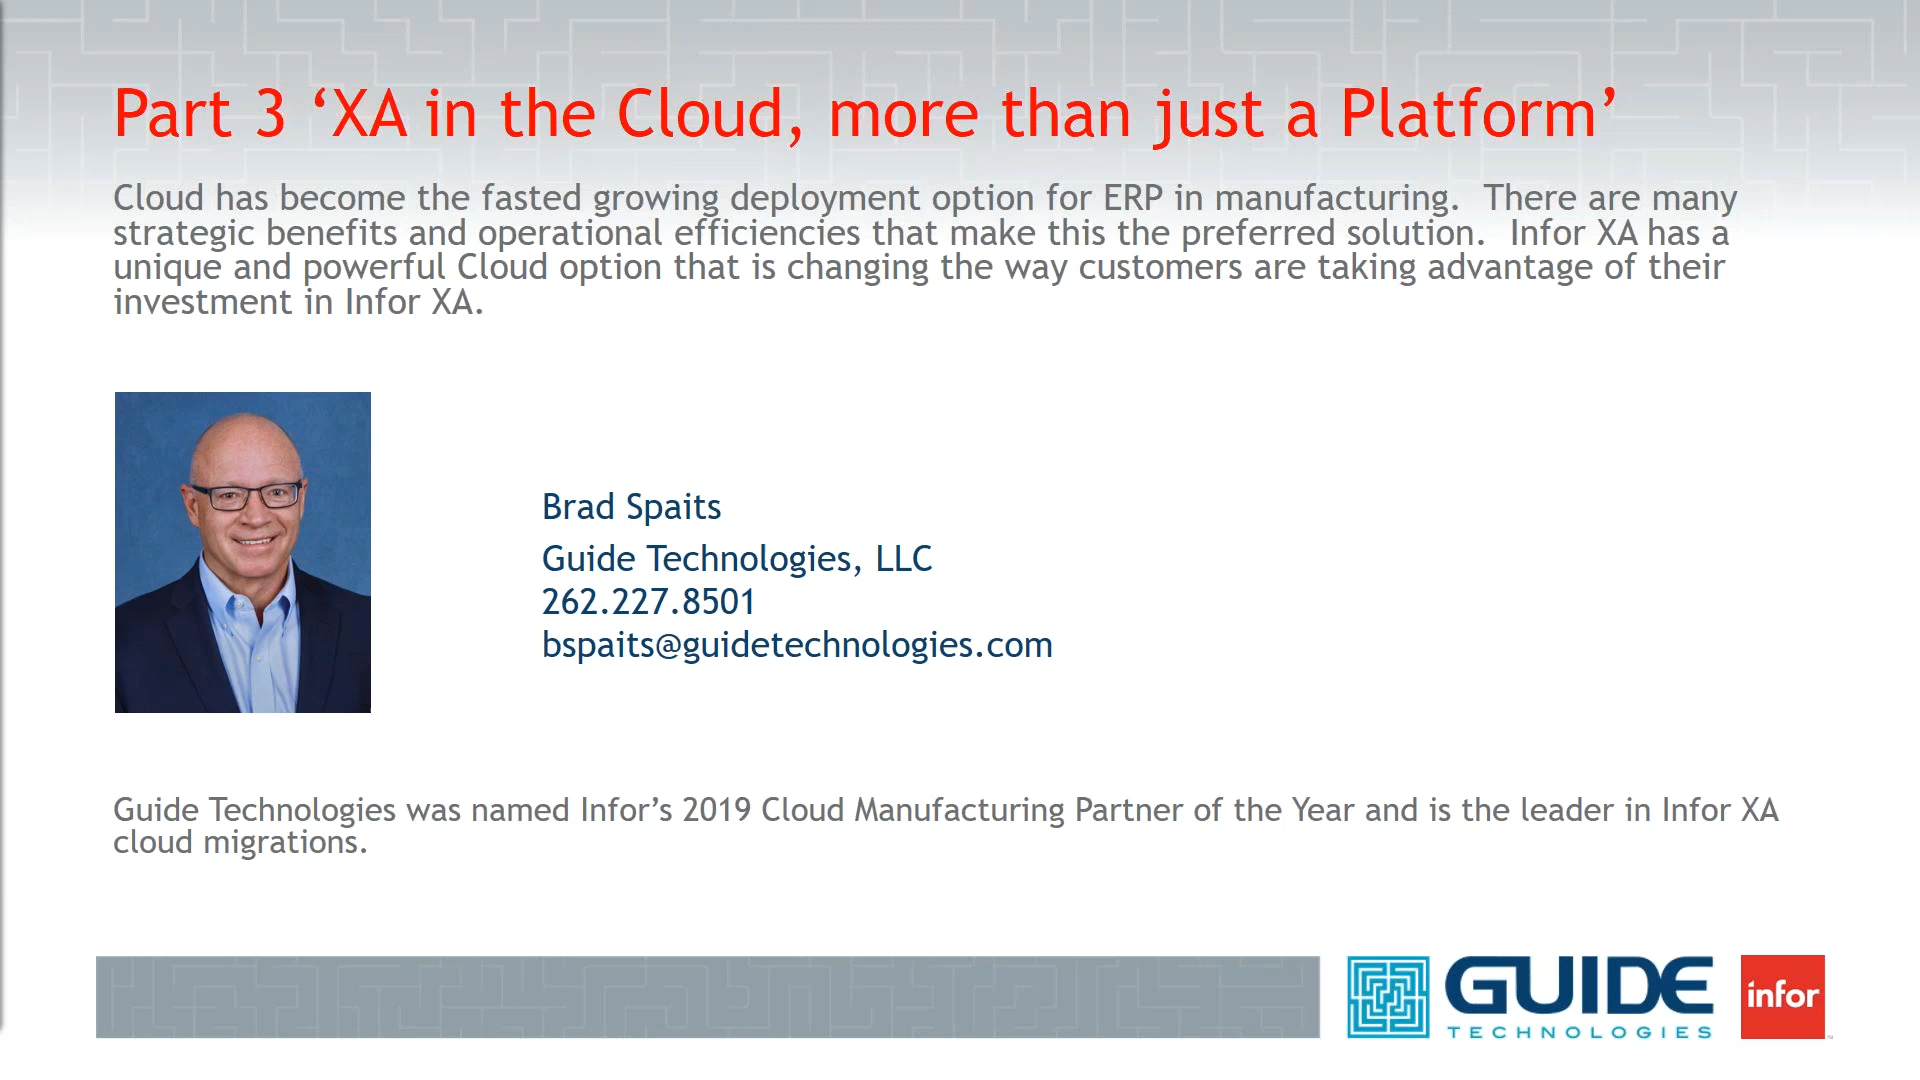 Part 3 ‘XA in the Cloud, more than just a Platform’
Cloud has become the fasted growing deployment option for ERP in manufacturing.  There are many
strategic benefits and operational efficiencies that make this the preferred solution.  Infor XA has a
unique and powerful Cloud option that is changing the way customers are taking advantage of their
investment in Infor XA.
Brad Spaits
Guide Technologies, LLC
262.227.8501
bspaits@guidetechnologies.com
Guide Technologies was named Infor’s 2019 Cloud Manufacturing Partner of the Year and is the leader in Infor XA
cloud migrations.
GUIDE
TECHNOLOGIES
infor